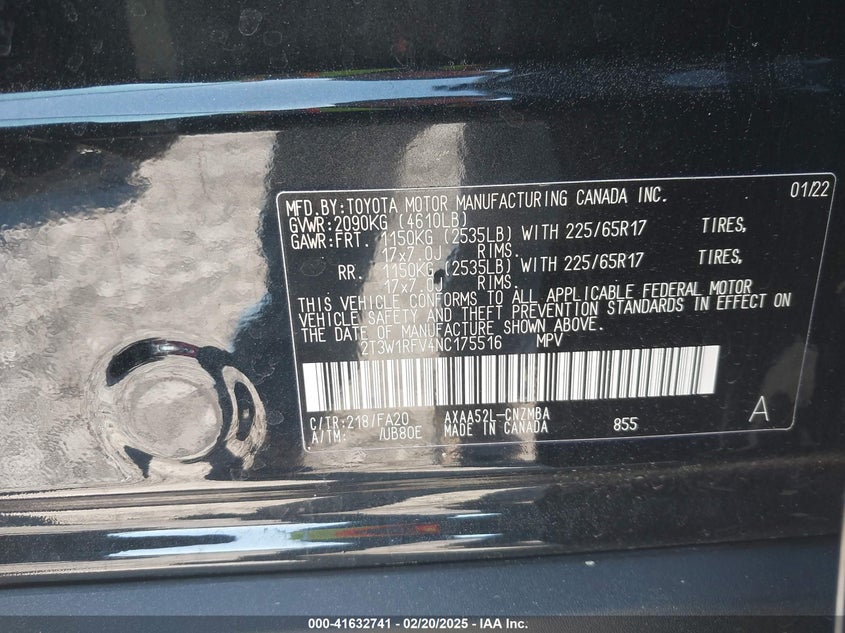 MFD.BY:TOYOTA MOTOR MANUFACTURING CANADA INC. 01/22
GVWR:2090KG (4610LB)
GAWR:FRT. 1150KG (2535LB) WITH 225/65R17 TIRES,
17x7.0J RIMS.
RR. 1150KG (2535LB) WITH 225/65R17 TIRES,
17x7.0J RIMS.
THIS VEHICLE CONFORMS TO ALL APPLICABLE FEDERAL MOTOR
VEHICLE SAFETY AND THEFT PREVENTION STANDARDS IN EFFECT ON
THE DATE OF MANUFACTURE SHOWN ABOVE.
2T3W1RFV4NC175516 MPV
C/TR:218/FA20 AXAA52L-CNZMBA
A/TM: /UB80E MADE IN CANADA 855 A
000-41632741 / 02/20/2025 - IAA Inc.